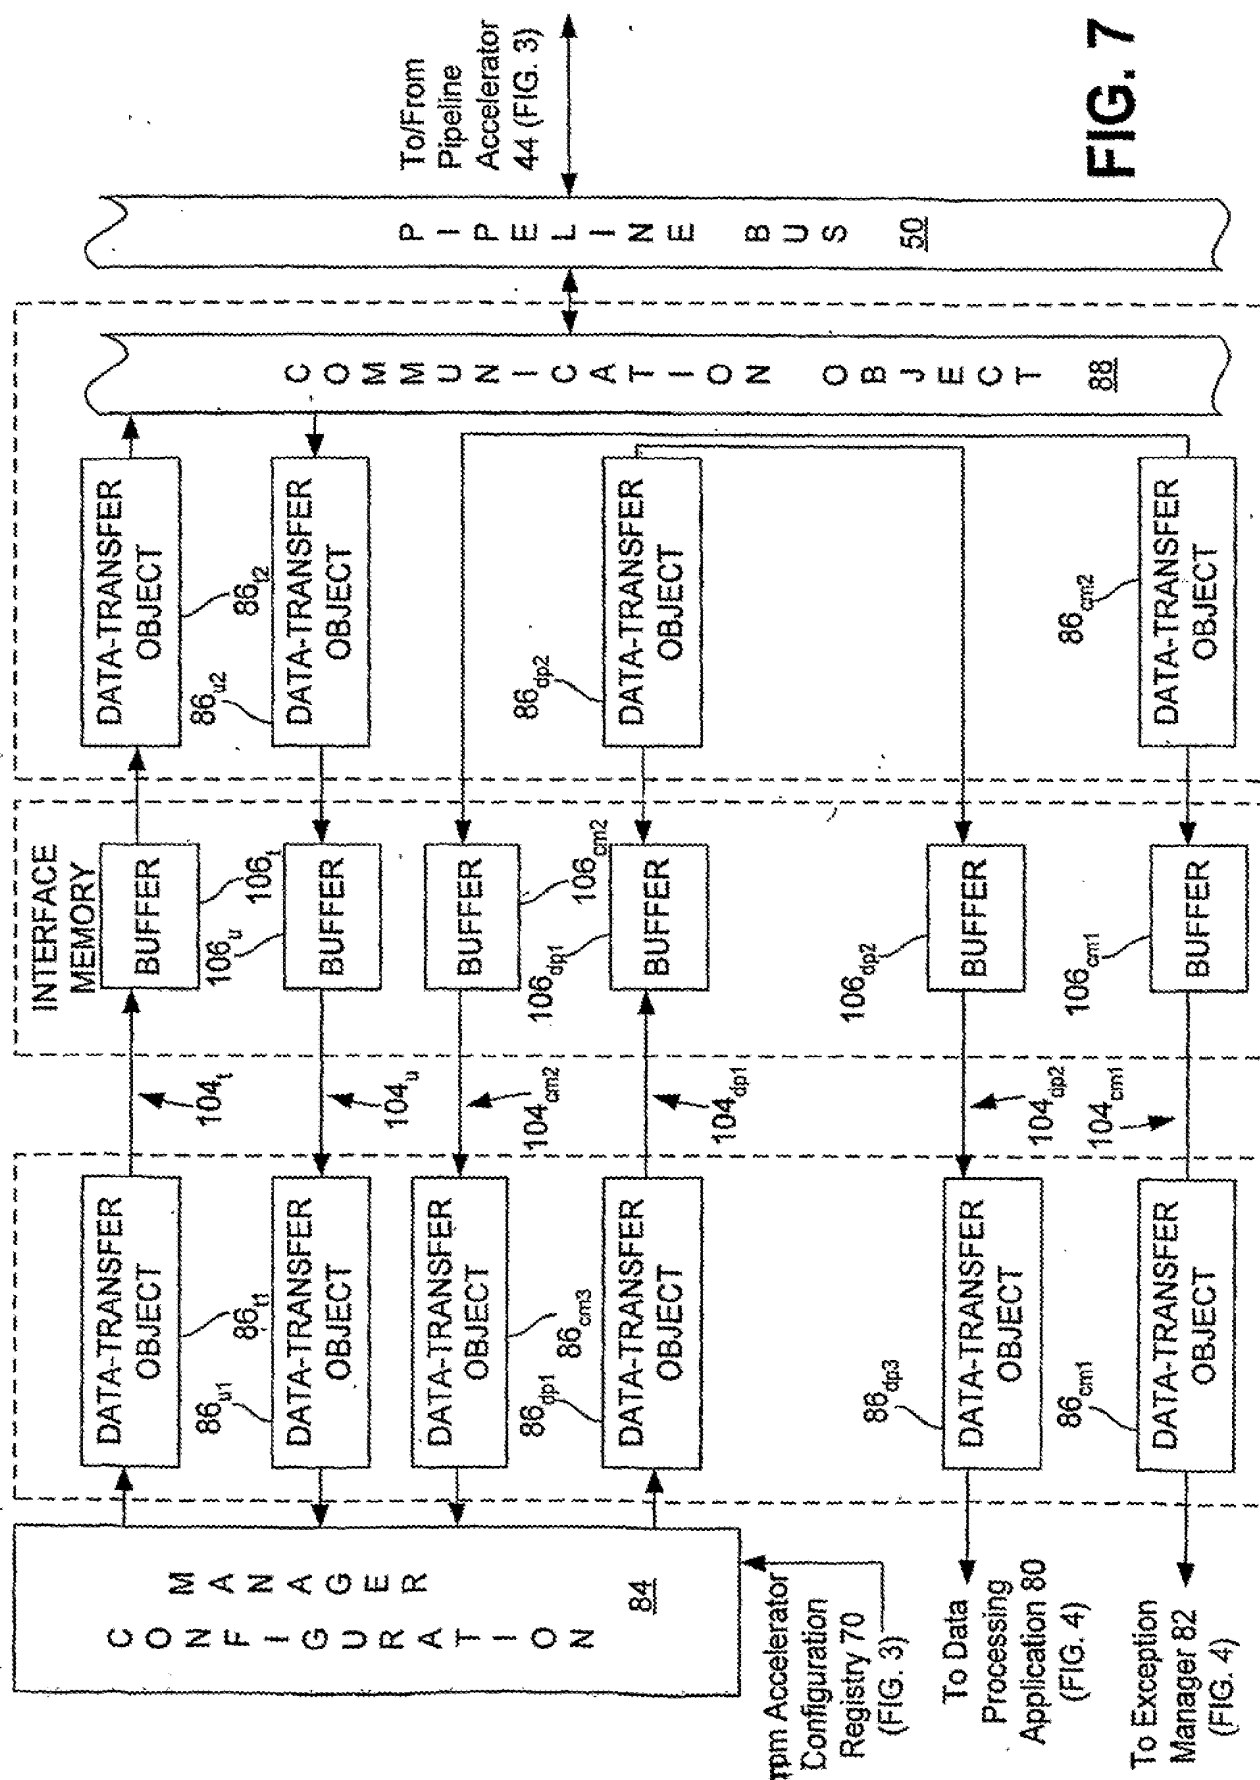 CONFIGURATION
MANAGER
84
Accelerator
Configuration
Registry 70
(FIG. 3)
To Data
Processing
Application 80
(FIG. 4)
To Exception
Manager 82
(FIG. 4)
DATA-TRANSFER
OBJECT
86t1
86u1
DATA-TRANSFER
OBJECT
DATA-TRANSFER
OBJECT
86cm3
86dp1
DATA-TRANSFER
OBJECT
86dp3
DATA-TRANSFER
OBJECT
86cm1
DATA-TRANSFER
OBJECT
104t
104u
104cm2
104dp1
104dp2
104cm1
INTERFACE
MEMORY
BUFFER
106t
106u
BUFFER
BUFFER
106cm2
106dp1
BUFFER
106dp2
BUFFER
106cm1
BUFFER
DATA-TRANSFER
OBJECT
86t2
86u2
DATA-TRANSFER
OBJECT
86dp2
DATA-TRANSFER
OBJECT
86cm2
DATA-TRANSFER
OBJECT
COMMUNICATION OBJECT
88
PIPELINE BUS
50
To/From
Pipeline
Accelerator
44 (FIG. 3)
FIG. 7